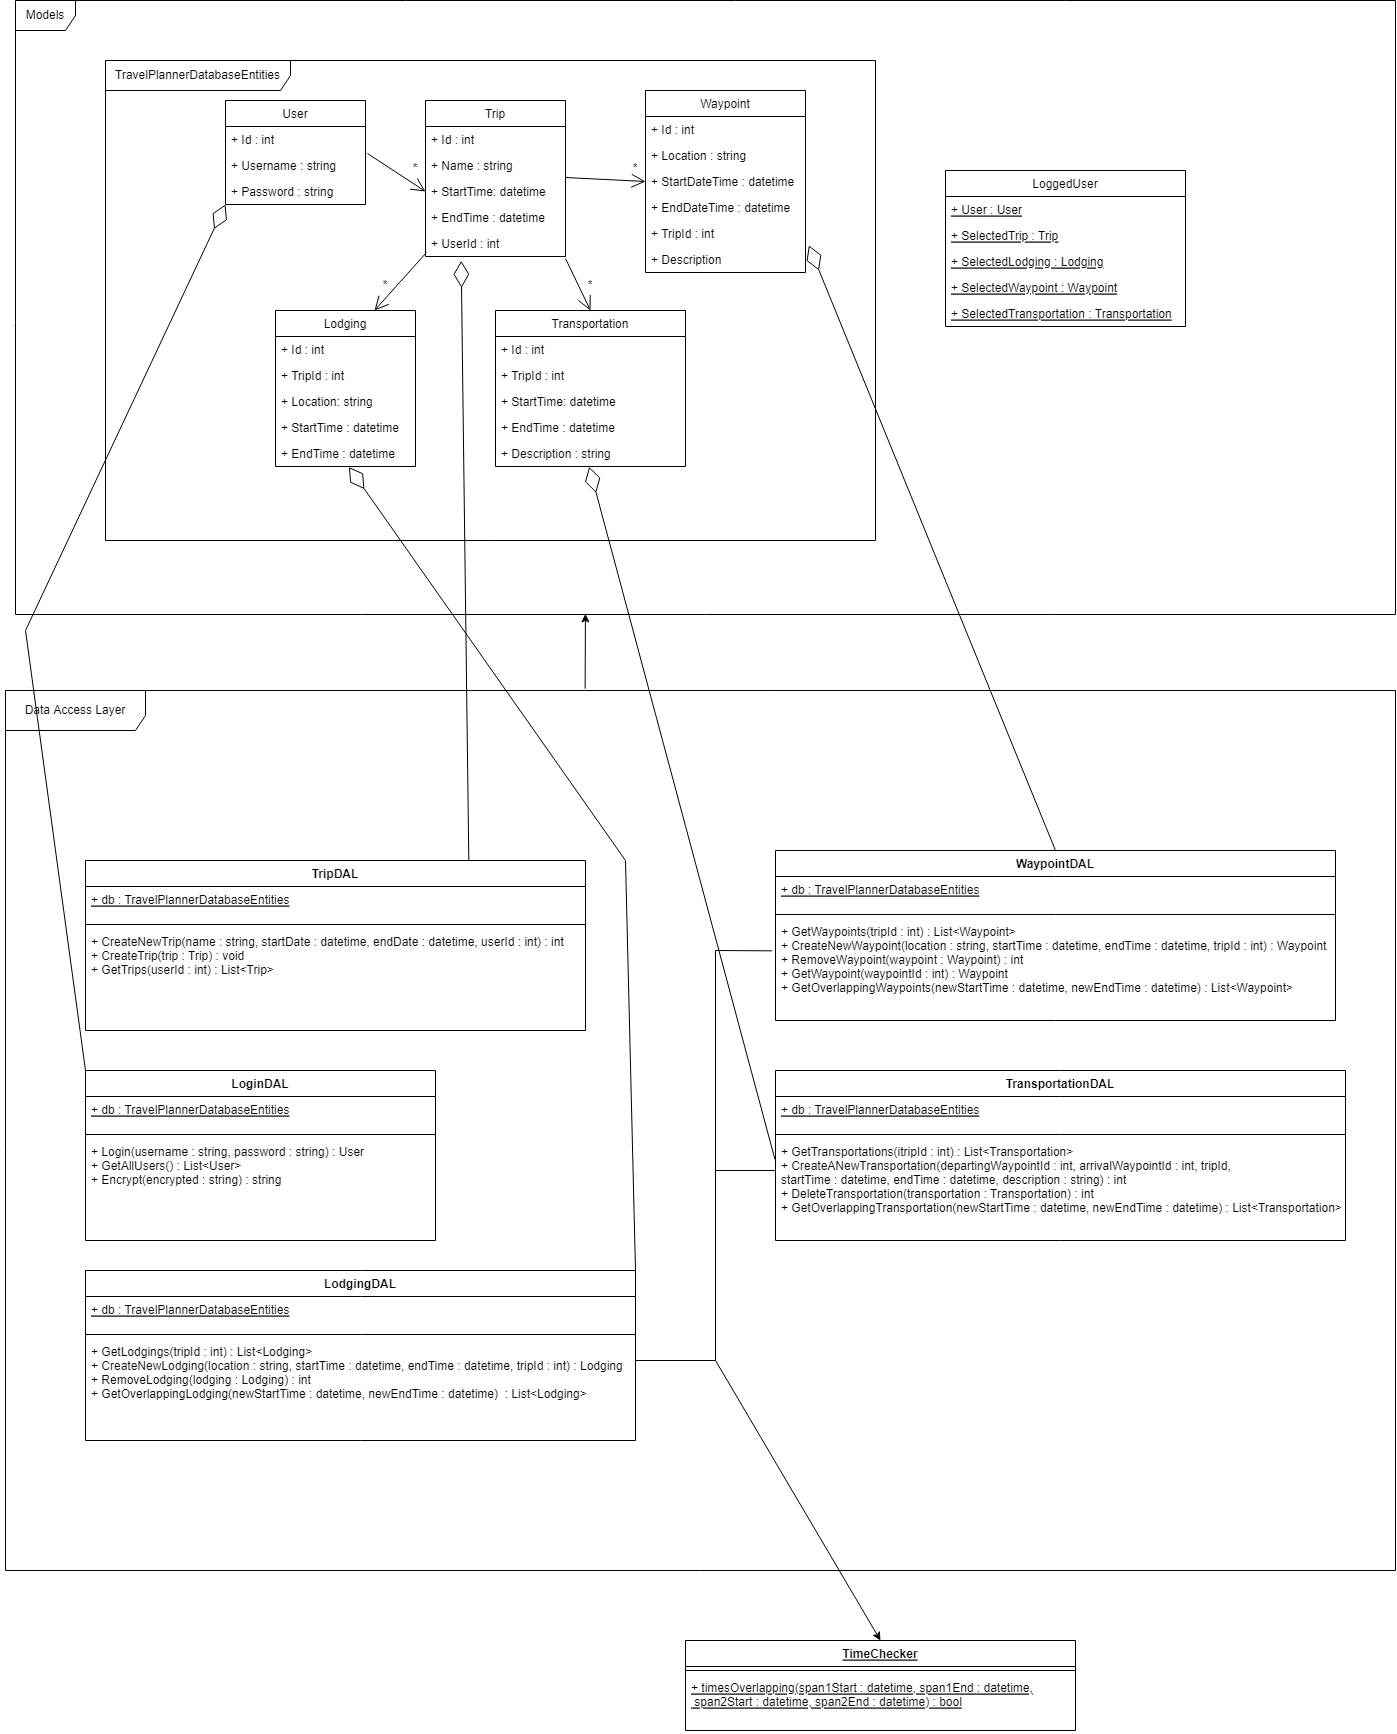 Models
TravelPlannerDatabaseEntities
User
+ Id : int
+ Username : string
+ Password : string
*
Trip
+ Id : int
+ Name : string
+ StartTime: datetime
+ EndTime : datetime
+ UserId : int
*
Waypoint
+ Id : int
+ Location : string
+ StartDateTime : datetime
+ EndDateTime : datetime
+ TripId : int
+ Description
LoggedUser
+ User : User
+ SelectedTrip : Trip
+ SelectedLodging : Lodging
+ SelectedWaypoint : Waypoint
+ SelectedTransportation : Transportation
*
Lodging
+ Id : int
+ TripId : int
+ Location: string
+ StartTime : datetime
+ EndTime : datetime
*
Transportation
+ Id : int
+ TripId : int
+ StartTime: datetime
+ EndTime : datetime
+ Description : string
Data Access Layer
TripDAL
+ db : TravelPlannerDatabaseEntities
+ CreateNewTrip(name : string, startDate : datetime, endDate : datetime, userId : int) : int
+ CreateTrip(trip : Trip) : void
+ GetTrips(userId : int) : List<Trip>
WaypointDAL
+ db : TravelPlannerDatabaseEntities
+ GetWaypoints(tripId : int) : List<Waypoint>
+ CreateNewWaypoint(location : string, startTime : datetime, endTime : datetime, tripId : int) : Waypoint
+ RemoveWaypoint(waypoint : Waypoint) : int
+ GetWaypoint(waypointId : int) : Waypoint
+ GetOverlappingWaypoints(newStartTime : datetime, newEndTime : datetime) : List<Waypoint>
LoginDAL
+ db : TravelPlannerDatabaseEntities
+ Login(username : string, password : string) : User
+ GetAllUsers() : List<User>
+ Encrypt(encrypted : string) : string
TransportationDAL
+ db : TravelPlannerDatabaseEntities
+ GetTransportations(itripId : int) : List<Transportation>
+ CreateANewTransportation(departingWaypointId : int, arrivalWaypointId : int, tripId,
startTime : datetime, endTime : datetime, description : string) : int
+ DeleteTransportation(transportation : Transportation) : int
+ GetOverlappingTransportation(newStartTime : datetime, newEndTime : datetime) : List<Transportation>
LodgingDAL
+ db : TravelPlannerDatabaseEntities
+ GetLodgings(tripId : int) : List<Lodging>
+ CreateNewLodging(location : string, startTime : datetime, endTime : datetime, tripId : int) : Lodging
+ RemoveLodging(lodging : Lodging) : int
+ GetOverlappingLodging(newStartTime : datetime, newEndTime : datetime)  : List<Lodging>
TimeChecker
+ timesOverlapping(span1Start : datetime, span1End : datetime,
span2Start : datetime, span2End : datetime) : bool